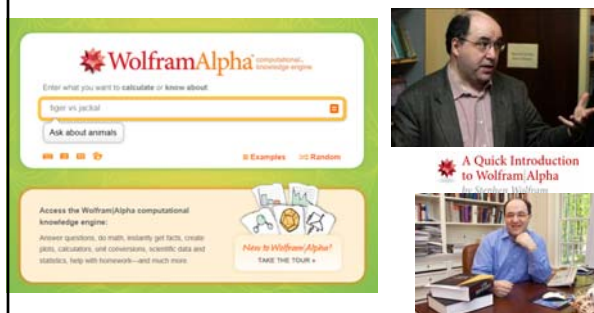 WolframAlpha computational... knowledge engine.
Enter what you want to calculate or know about
tiger vs jackal
Ask about animals
Examples Random
Access the Wolfram|Alpha computational
knowledge engine:
Answer questions, do math, instantly get facts, create
plots, calculators, unit conversions, scientific data and
statistics, help with homework—and much more
New to Wolfram|Alpha?
TAKE THE TOUR »
A Quick Introduction
to Wolfram|Alpha
by Stephen Wolfram